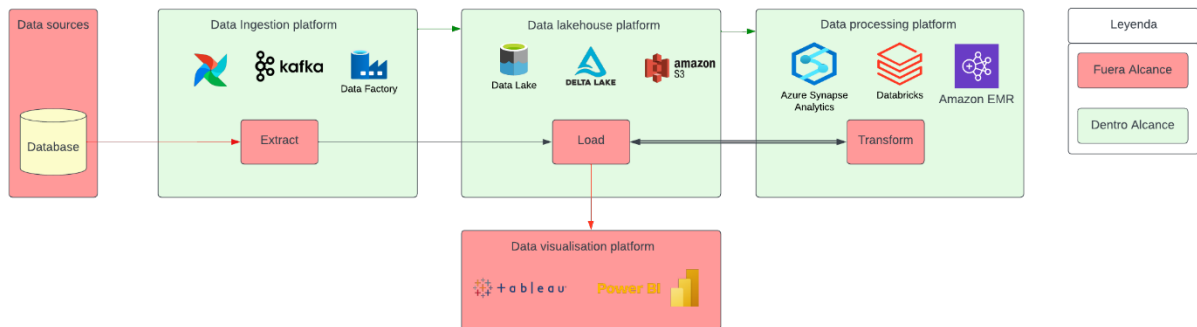 Data sources
Database
Data Ingestion platform
kafka
Data Factory
Extract
Data lakehouse platform
Data Lake
DELTA LAKE
amazon
S3
Load
Data processing platform
Azure Synapse
Analytics
Databricks
Amazon EMR
Transform
Leyenda
Fuera Alcance
Dentro Alcance
Data visualisation platform
+ableau
Power BI